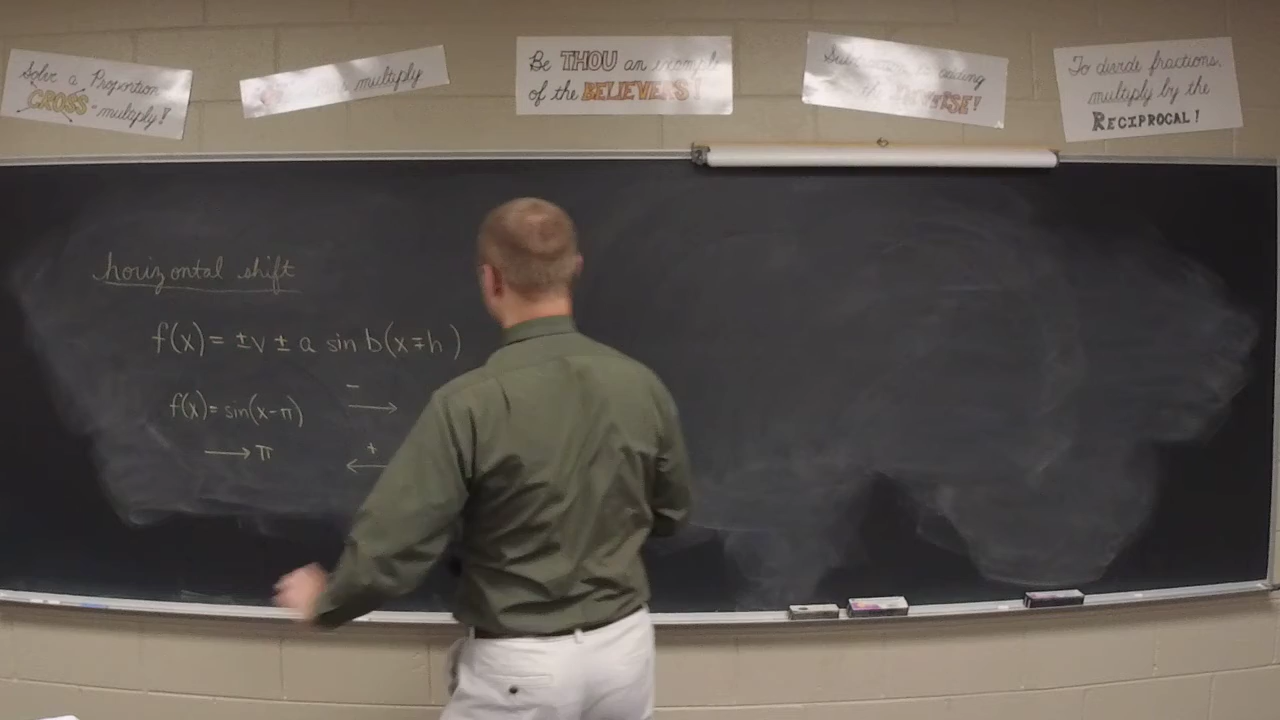 Solve a Proportion
CROSS-multiply!
multiply
Be THOU an example
of the BELIEVERS!
adding
To divide fractions,
multiply by the
RECIPROCAL!
horizontal shift
f(x)= ±v ± a sin b(x∓h)
f(x)= sin(x-π)
-
→
→ π
+
←